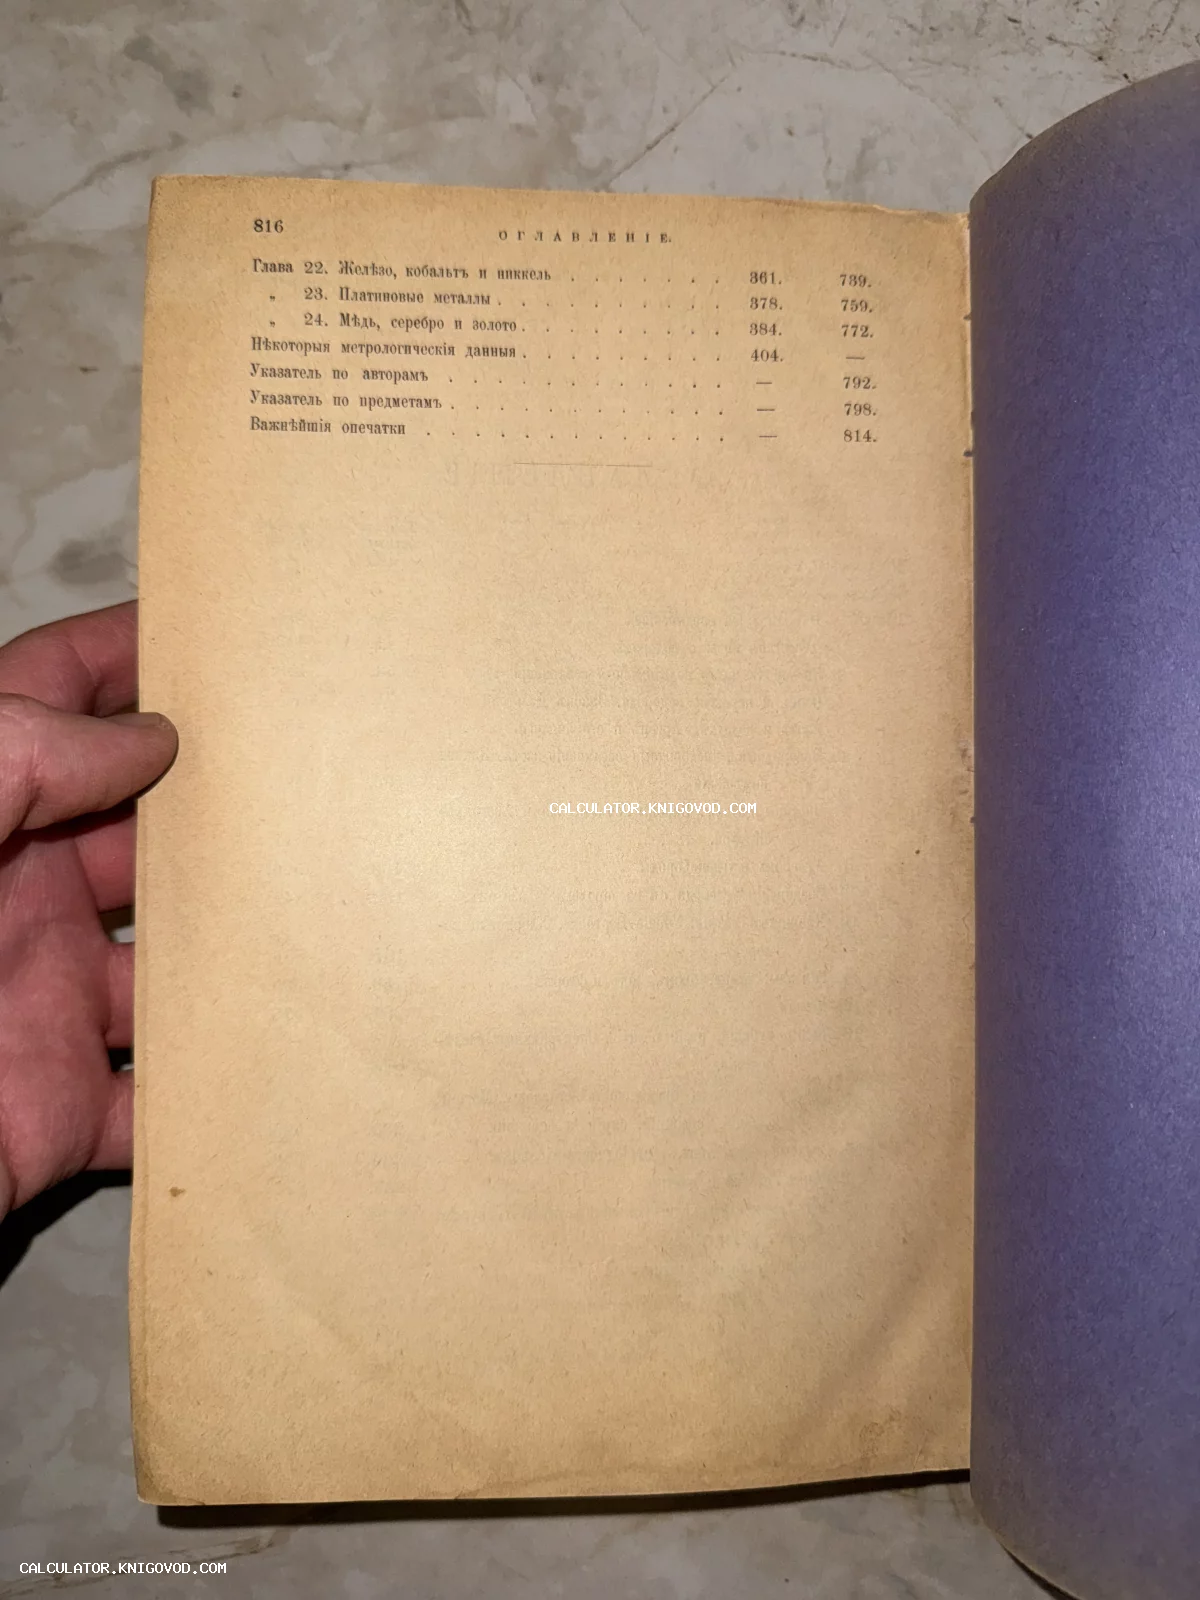 816
ОГЛАВЛЕНІЕ.
Глава 22. Желѣзо, кобальтъ и никкель . . . . . . . 361. 739.
„ 23. Платиновые металлы . . . . . . . . . . 378. 759.
„ 24. Мѣдь, серебро и золото . . . . . . . . . 384. 772.
Нѣкоторыя метрологическія данныя . . . . . . . . . 404. —
Указатель по авторамъ . . . . . . . . . . . . — 792.
Указатель по предметамъ . . . . . . . . . . . . — 798.
Важнѣйшія опечатки . . . . . . . . . . . . . — 814.
CALCULATOR.KNIGOVOD.COM
CALCULATOR.KNIGOVOD.COM